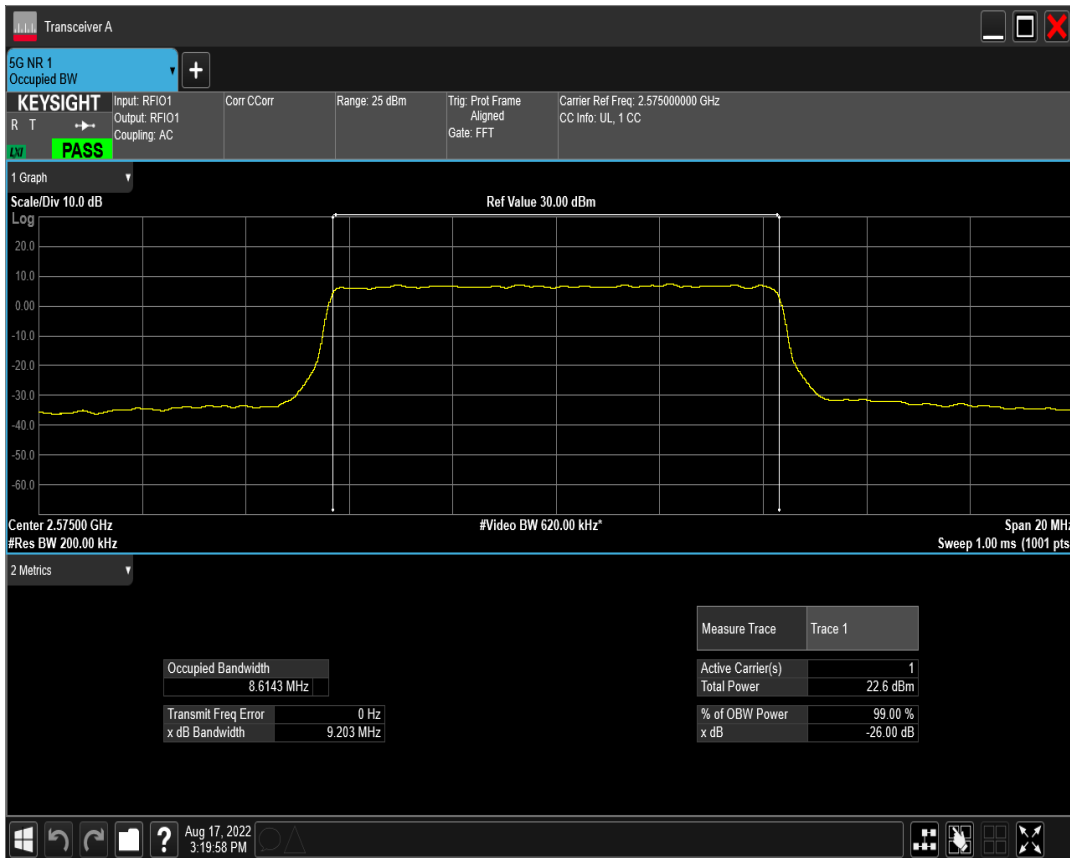 Transceiver A
5G NR 1
Occupied BW
KEYSIGHT
R T
LXI
PASS
Input: RFIO1
Output: RFIO1
Coupling: AC
Corr CCorr
Range: 25 dBm
Trig: Prot Frame
Aligned
Gate: FFT
Carrier Ref Freq: 2.575000000 GHz
CC Info: UL, 1 CC
1 Graph
Scale/Div 10.0 dB
Ref Value 30.00 dBm
Log
20.0
10.0
0.00
-10.0
-20.0
-30.0
-40.0
-50.0
-60.0
Center 2.57500 GHz
#Video BW 620.00 kHz*
Span 20 MHz
#Res BW 200.00 kHz
Sweep 1.00 ms (1001 pts
2 Metrics
Measure Trace Trace 1
Occupied Bandwidth
8.6143 MHz
Active Carrier(s) 1
Total Power 22.6 dBm
Transmit Freq Error 0 Hz
x dB Bandwidth 9.203 MHz
% of OBW Power 99.00 %
x dB -26.00 dB
?
Aug 17, 2022
3:19:58 PM